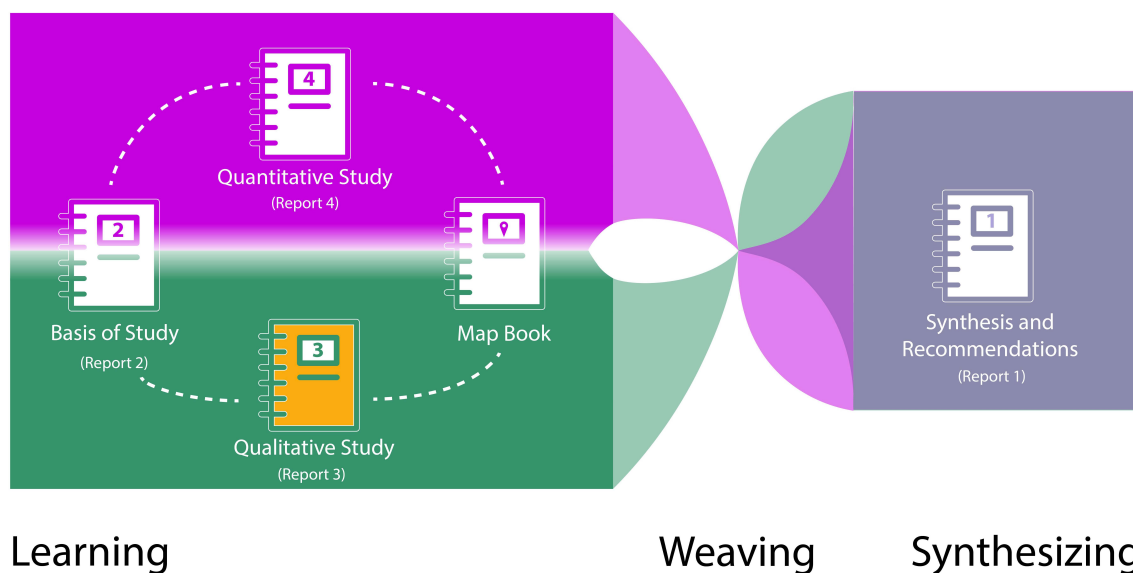 4
Quantitative Study
(Report 4)
2
Basis of Study
(Report 2)
Map Book
3
Qualitative Study
(Report 3)
1
Synthesis and
Recommendations
(Report 1)
Learning
Weaving
Synthesizing